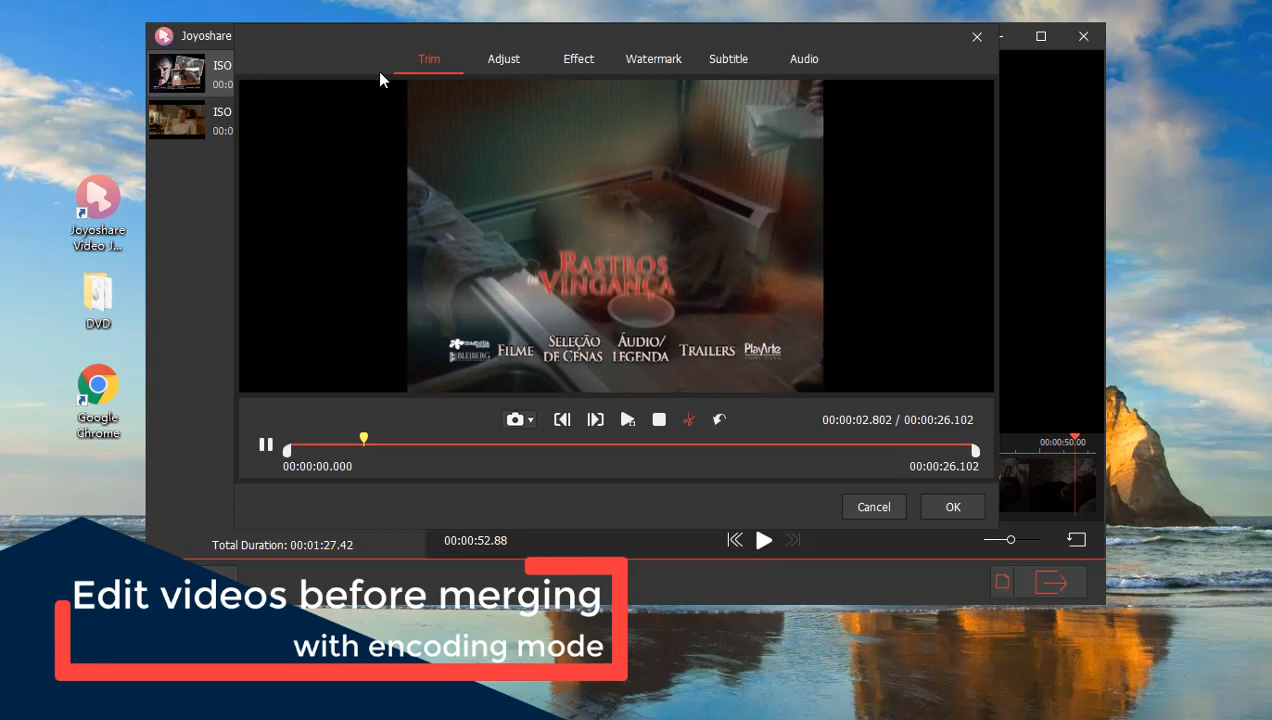 Joyoshare
Trim
Adjust
Effect
Watermark
Subtitle
Audio
ISO
00:0
ISO
00:0
Joyoshare
Video J...
DVD
Google
Chrome
RASTROS
DE VINGANÇA
MAGNOLIA
BLEIBERG
FILME
SELEÇÃO
DE CENAS
ÁUDIO/
LEGENDA
TRAILERS
PlayArte
00:00:02.802 / 00:00:26.102
00:00:00.000
00:00:26.102
00:00:50.00
Cancel
OK
Total Duration: 00:01:27.42
00:00:52.88
Edit videos before merging
with encoding mode